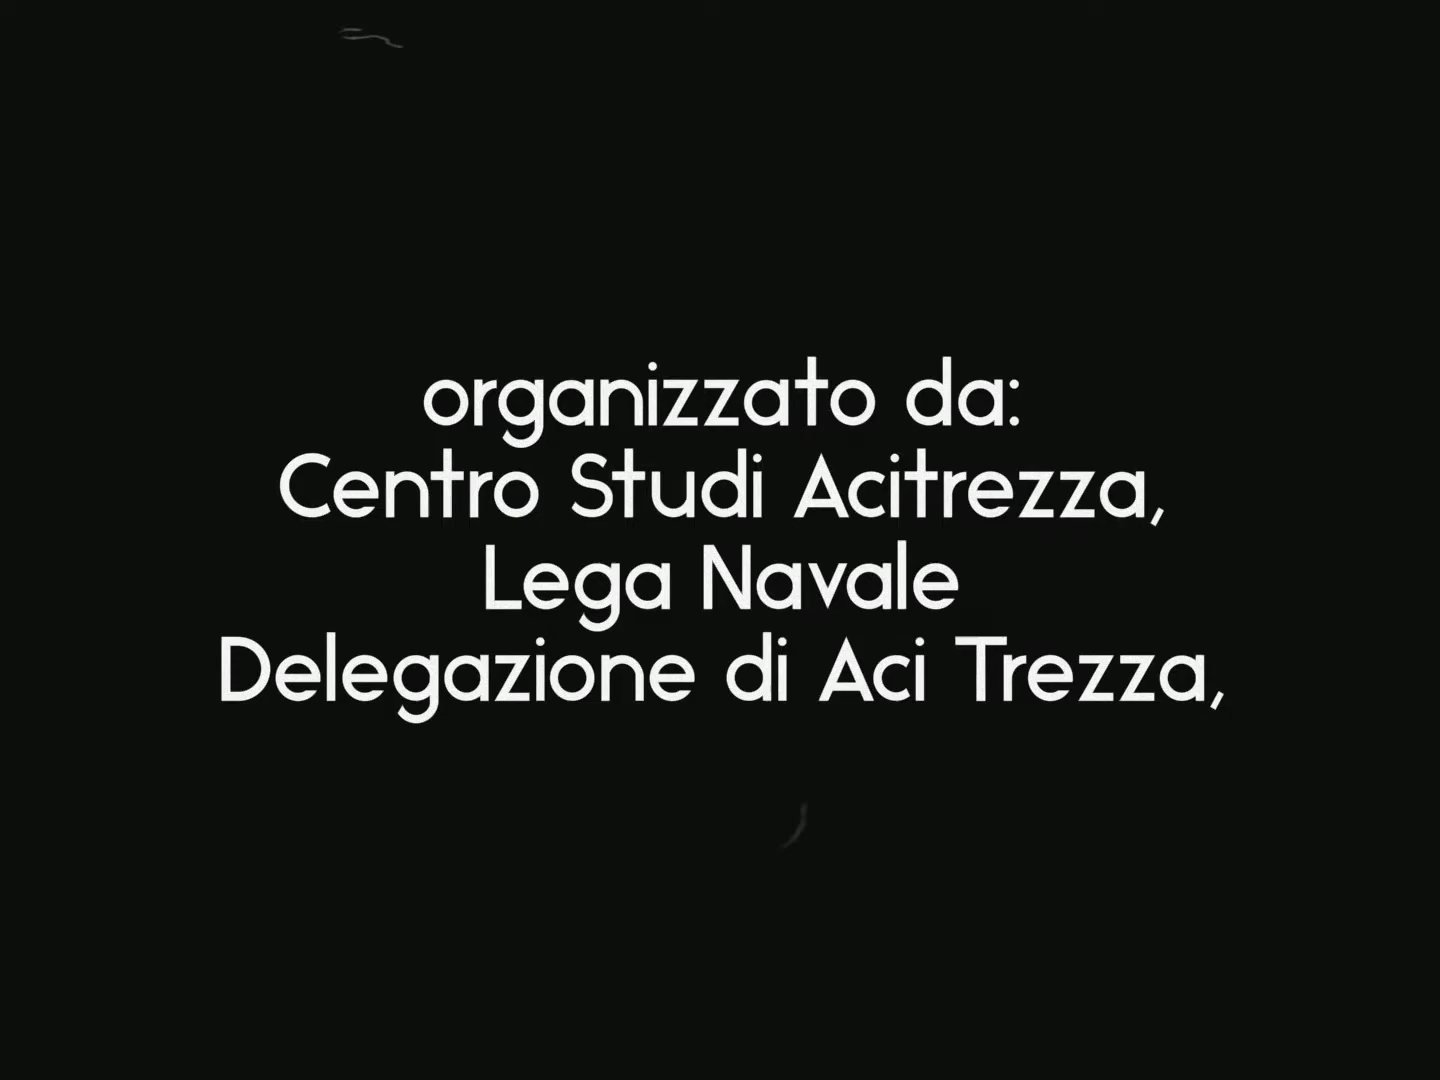 organizzato da:
Centro Studi Acitrezza,
Lega Navale
Delegazione di Aci Trezza,